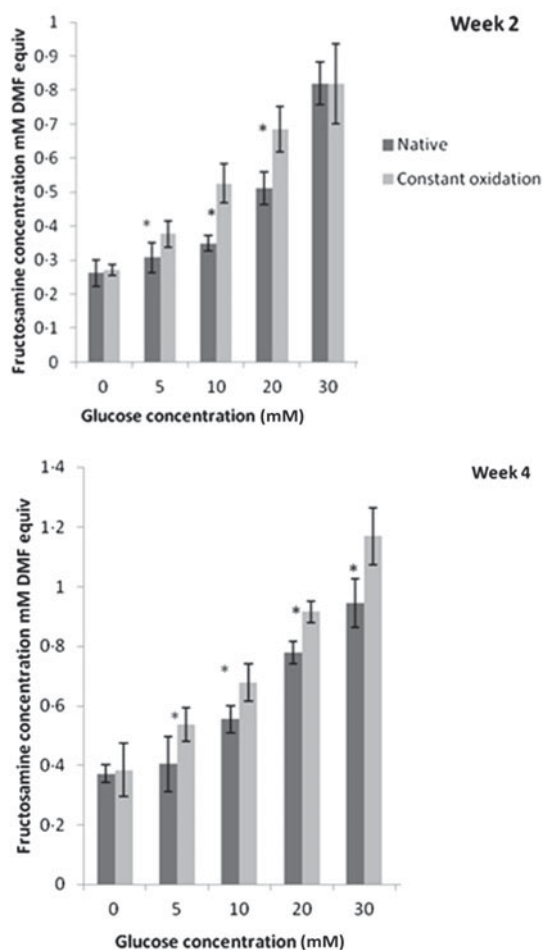 Week 2
Fructosamine concentration mM DMF equiv
1
0·9
0·8
0·7
0·6
0·5
0·4
0·3
0·2
0·1
0
*
*
*
Native
Constant oxidation
0 5 10 20 30
Glucose concentration (mM)
Week 4
Fructosamine concentration mM DMF equiv
1·4
1·2
1
0·8
0·6
0·4
0·2
0
*
*
*
*
0 5 10 20 30
Glucose concentration (mM)